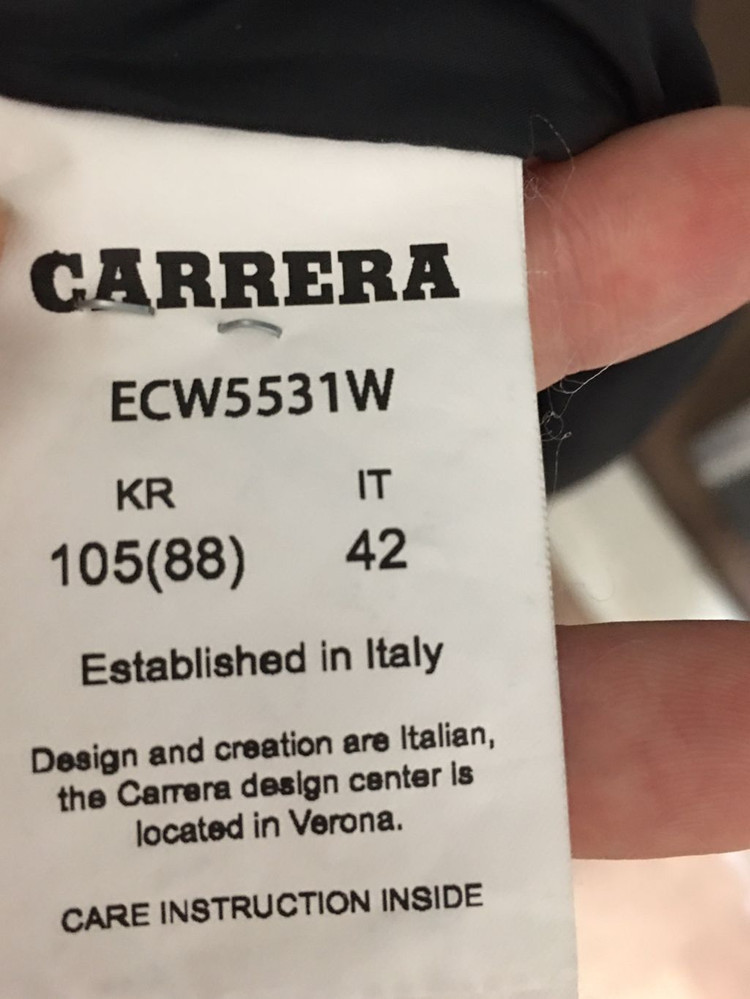 CARRERA
ECW5531W
KR IT
105(88) 42
Established in Italy
Design and creation are Italian,
the Carrera design center is
located in Verona.
CARE INSTRUCTION INSIDE